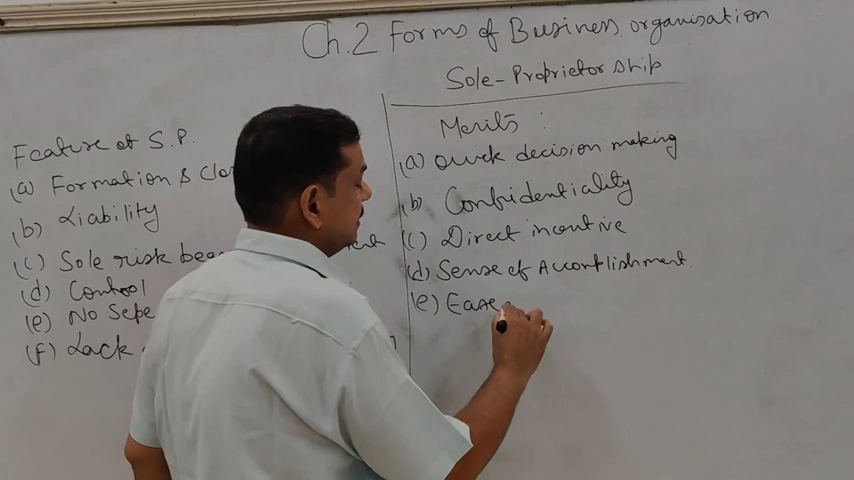 Ch.2 Forms of Business organisation
Sole-Proprietorship
Feature of S.P.
(a) Formation & Clo
(b) Liability
(c) Sole risk bea
(d) Control
(e) No Sepe
(f) Lack
Merits :
(a) Quick decision making
(b) Confidentiality
(c) Direct incentive
(d) Sense of Accomplishment.
(e) Ease